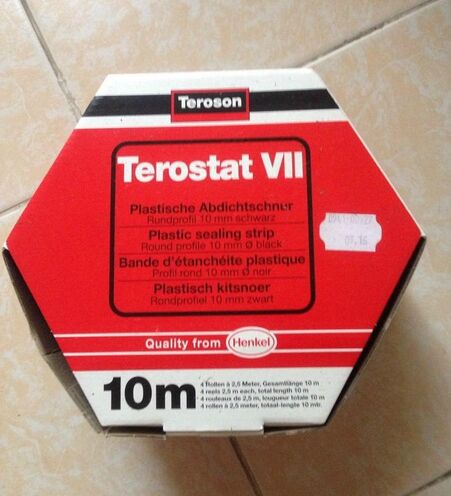 Teroson
Terostat VII
Plastische Abdichtschnur
Rundprofil 10 mm schwarz
Plastic sealing strip
Round profile 10 mm Ø black
Bande d'étanchéite plastique
Profil rond 10 mm Ø noir
Plastisch kitsnoer
Rondprofiel 10 mm zwart
Quality from Henkel
10m
4 Rollen à 2,5 Meter, Gesamtlänge 10 m
4 reels 2,5 m each, total length 10 m
4 rouleaux de 2,5 m, lougueur totale 10 m
4 rollen à 2,5 meter, totaal-lengte 10 mtr.